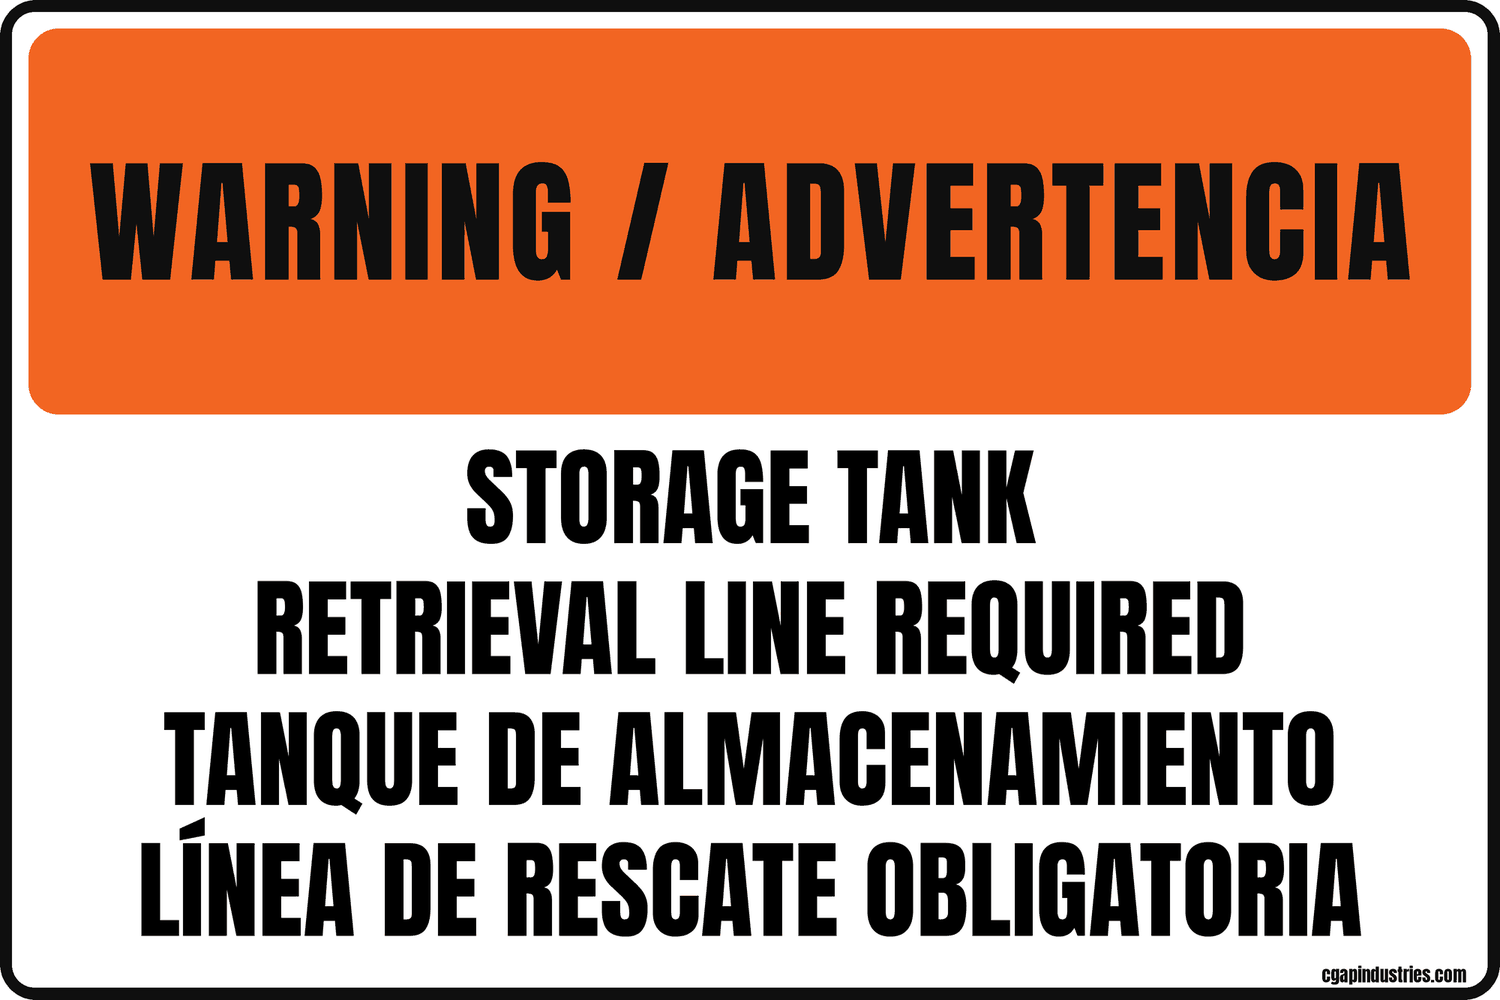 WARNING / ADVERTENCIA
STORAGE TANK
RETRIEVAL LINE REQUIRED
TANQUE DE ALMACENAMIENTO
LÍNEA DE RESCATE OBLIGATORIA
cgapindustries.com